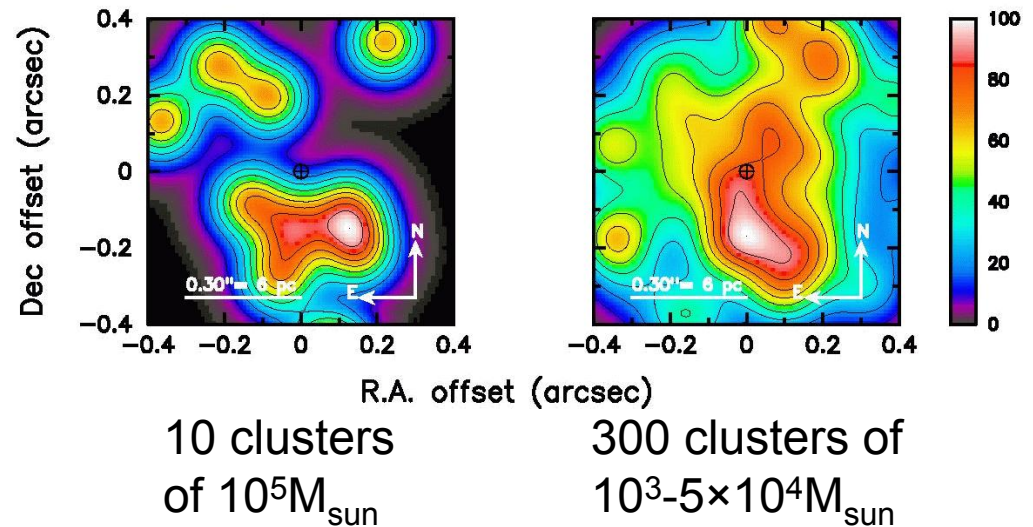 0.4
0.2
0
−0.2
−0.4
Dec offset (arcsec)
−0.4 −0.2 0 0.2 0.4
0.30"= 6 pc
N
E
−0.4 −0.2 0 0.2 0.4
0.30"= 6 pc
N
E
100
80
60
40
20
0
R.A. offset (arcsec)
10 clusters
of 10⁵M_sun
300 clusters of
10³-5×10⁴M_sun